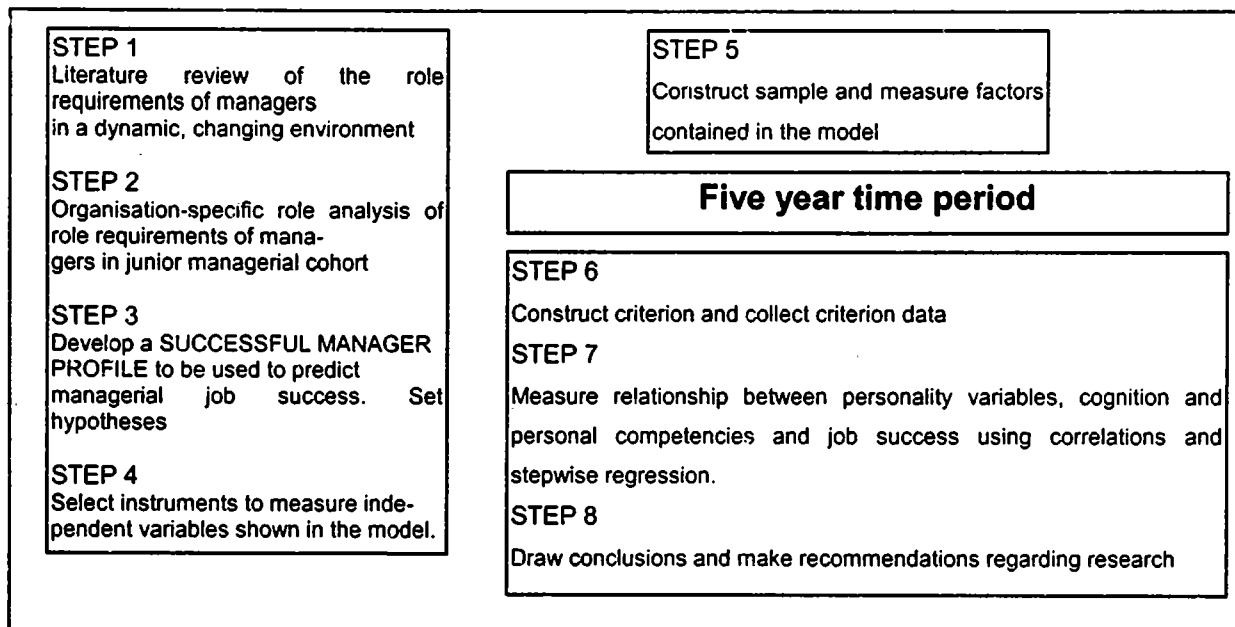 STEP 1
Literature review of the role
requirements of managers
in a dynamic, changing environment
STEP 2
Organisation-specific role analysis of
role requirements of mana-
gers in junior managerial cohort
STEP 3
Develop a SUCCESSFUL MANAGER
PROFILE to be used to predict
managerial job success. Set
hypotheses
STEP 4
Select instruments to measure inde-
pendent variables shown in the model.
STEP 5
Construct sample and measure factors
contained in the model
Five year time period
STEP 6
Construct criterion and collect criterion data
STEP 7
Measure relationship between personality variables, cognition and
personal competencies and job success using correlations and
stepwise regression.
STEP 8
Draw conclusions and make recommendations regarding research